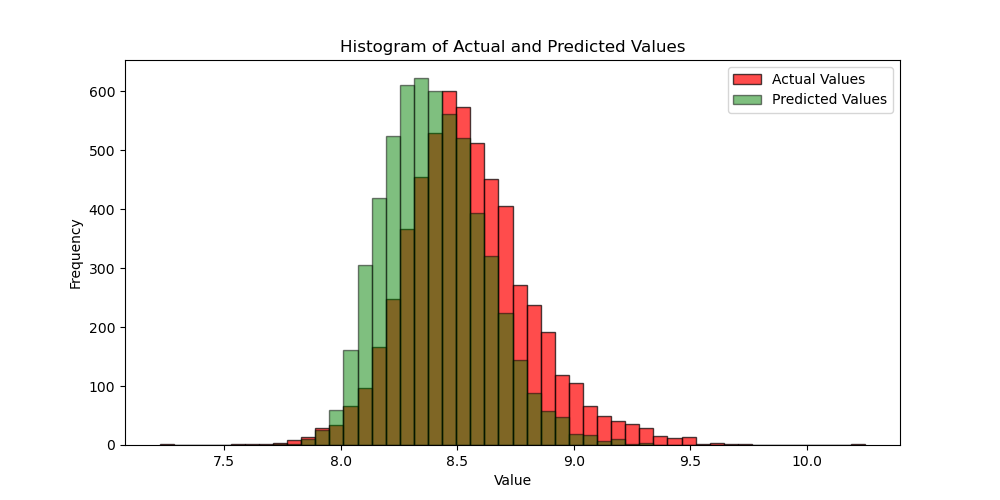 Histogram of Actual and Predicted Values
Actual Values
Predicted Values
Frequency
600
500
400
300
200
100
0
7.5 8.0 8.5 9.0 9.5 10.0
Value